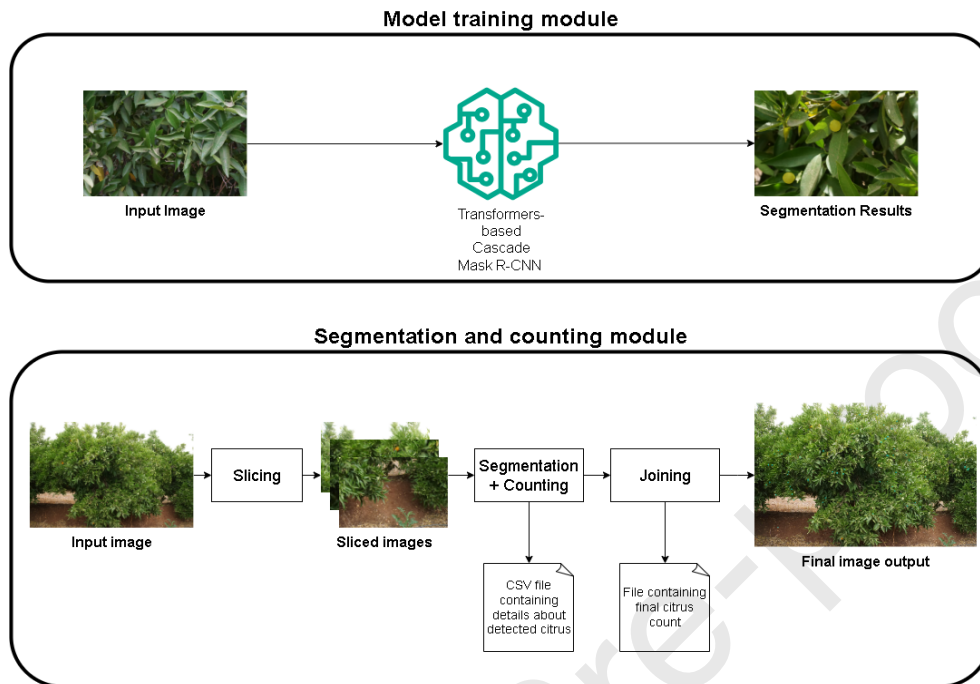 Model training module
Input Image
Transformers-
based
Cascade
Mask R-CNN
Segmentation Results
Segmentation and counting module
Input image
Slicing
Sliced images
Segmentation
+ Counting
Joining
Final image output
CSV file
containing
details about
detected citrus
File containing
final citrus
count
re-p